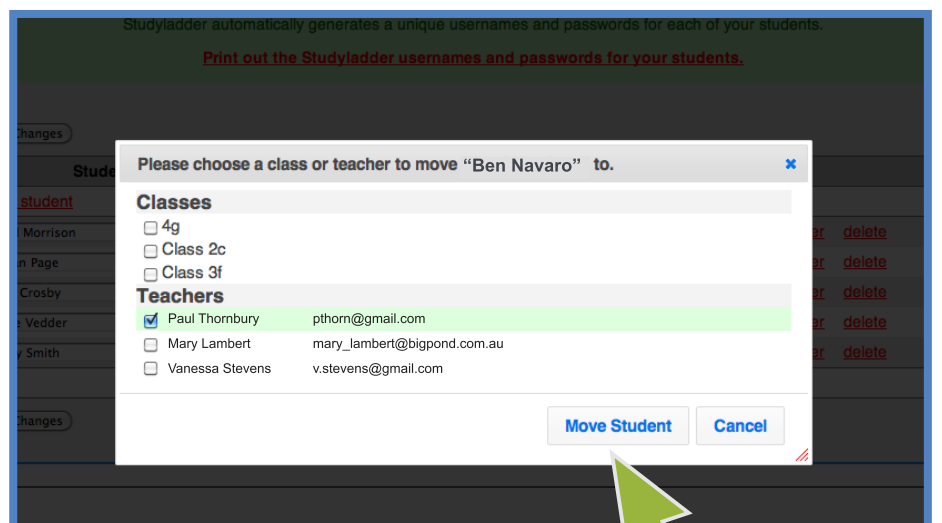 Studyladder automatically generates a unique usernames and passwords for each of your students.
Print out the Studyladder usernames and passwords for your students.
Changes
Please choose a class or teacher to move “Ben Navaro” to.
Classes
student
4g
Morrison delete
Class 2c
Page delete
Class 3f
Crosby delete
Teachers
Paul Thornbury pthorn@gmail.com
Vedder delete
Mary Lambert mary_lambert@bigpond.com.au
Smith delete
Vanessa Stevens v.stevens@gmail.com
Changes
Move Student Cancel